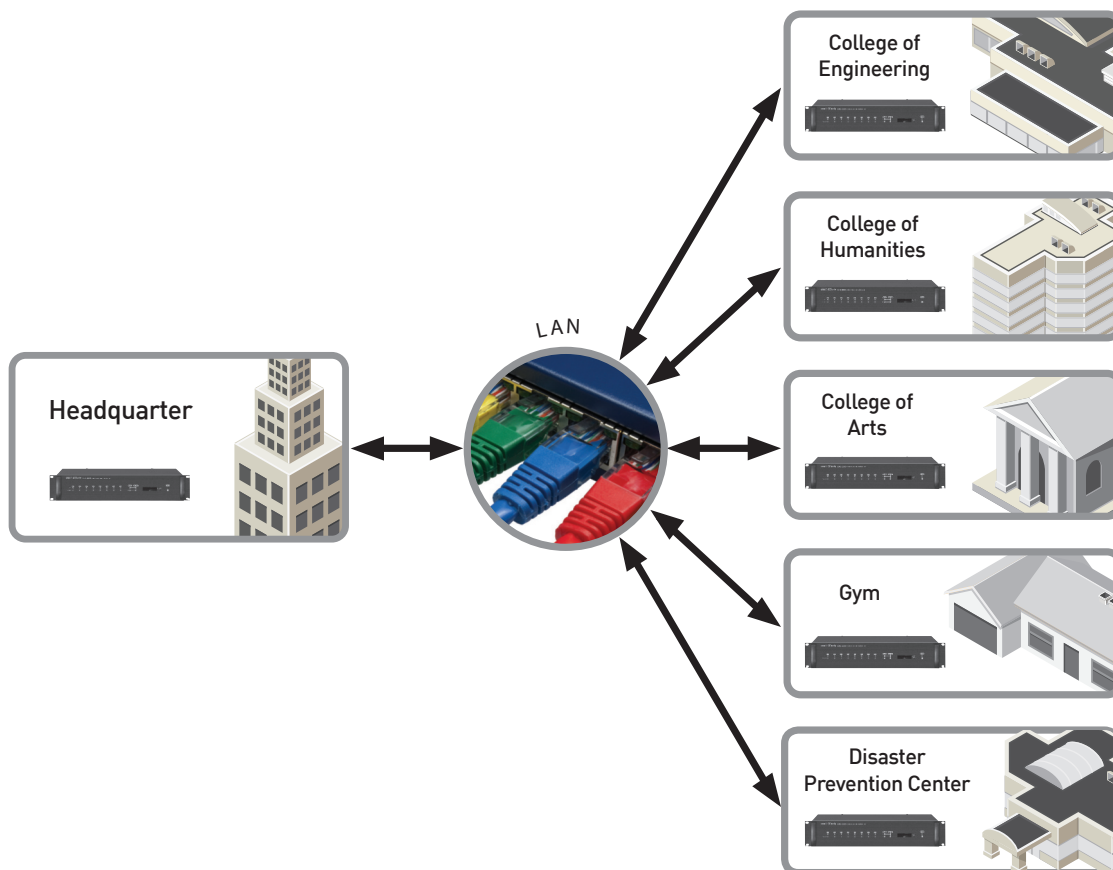 College of
Engineering
College of
Humanities
LAN
Headquarter
College of
Arts
Gym
Disaster
Prevention Center